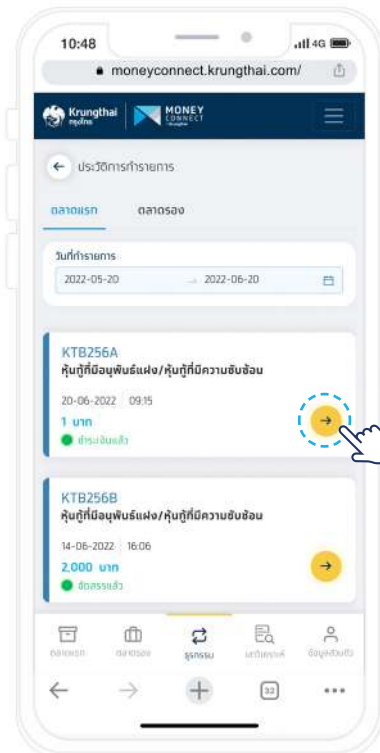 10:48
4G
moneyconnect.krungthai.com/
Krungthai
กรุงไทย
MONEY
CONNECT
ประวัติการทำรายการ
ตลาดแรก ตลาดรอง
วันที่ทำรายการ
2022-05-20 → 2022-06-20
KTB256A
หุ้นกู้ที่มีอนุพันธ์แฝง/หุ้นกู้ที่มีความซับซ้อน
20-06-2022 09:15
1 บาท
ชำระเงินแล้ว
KTB256B
หุ้นกู้ที่มีอนุพันธ์แฝง/หุ้นกู้ที่มีความซับซ้อน
14-06-2022 16:06
2,000 บาท
จัดสรรแล้ว
ตลาดแรก ตลาดรอง ธุรกรรม บทวิเคราะห์ ข้อมูลส่วนตัว
32